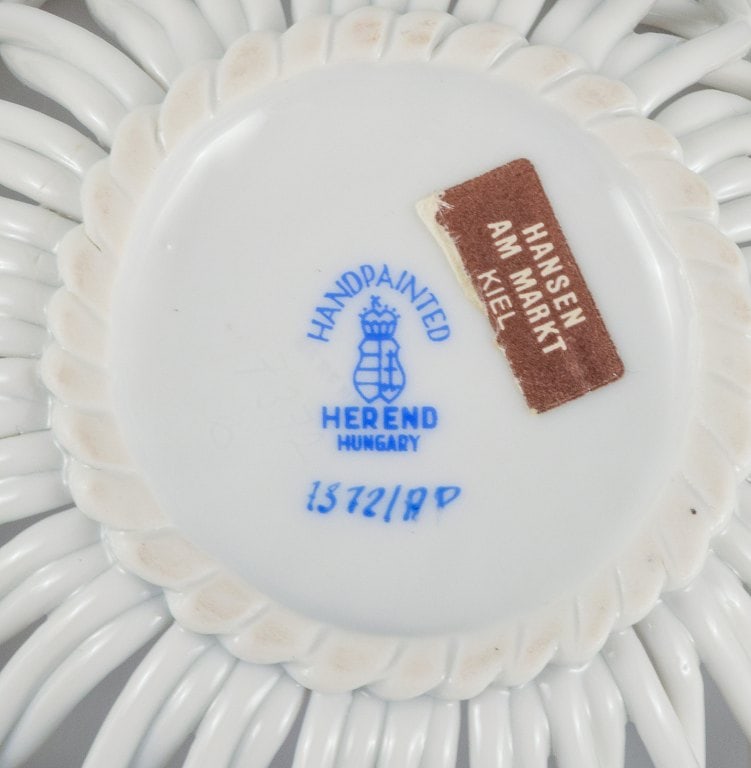 HANDPAINTED
HEREND
HUNGARY
1372/AP
HANSEN
AM MARKT
KIEL